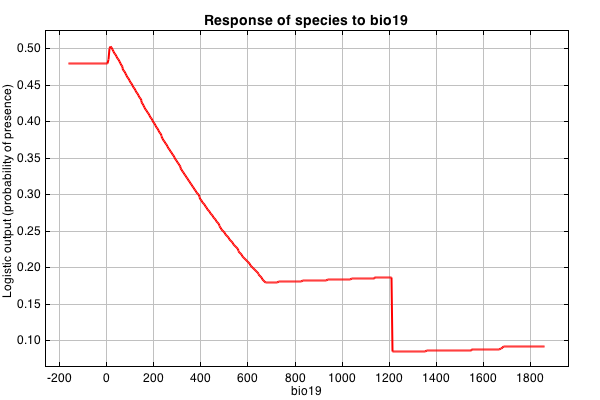 Response of species to bio19
Logistic output (probability of presence)
0.50
0.45
0.40
0.35
0.30
0.25
0.20
0.15
0.10
-200 0 200 400 600 800 1000 1200 1400 1600 1800
bio19